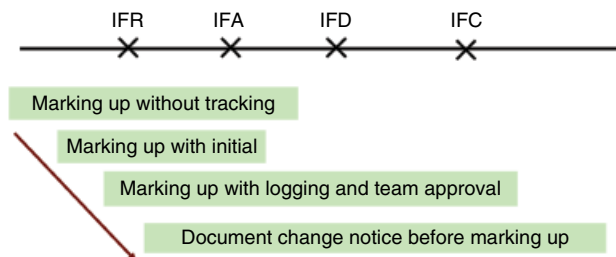 IFR IFA IFD IFC
Marking up without tracking
Marking up with initial
Marking up with logging and team approval
Document change notice before marking up